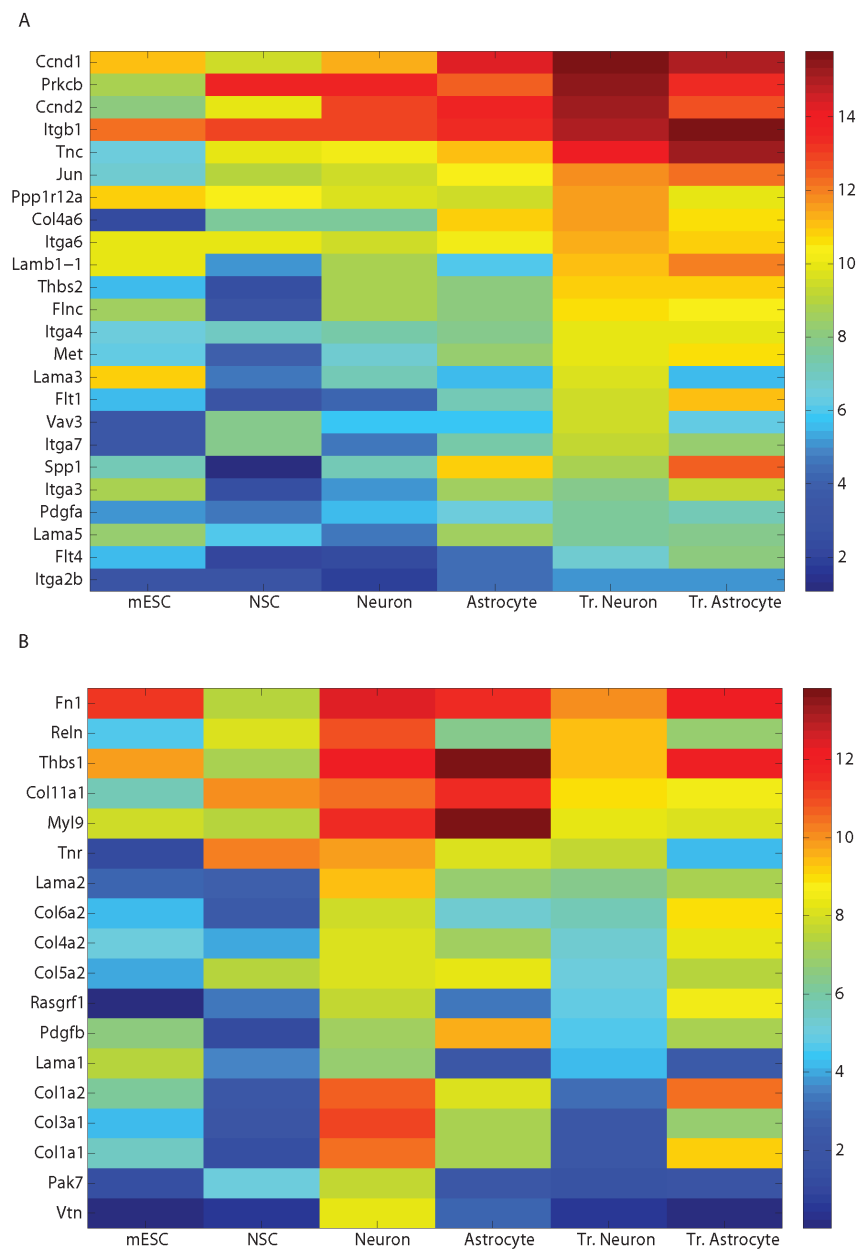 A
Ccnd1
Prkcb
Ccnd2
Itgb1
Tnc
Jun
Ppp1r12a
Col4a6
Itga6
Lamb1−1
Thbs2
Flnc
Itga4
Met
Lama3
Flt1
Vav3
Itga7
Spp1
Itga3
Pdgfa
Lama5
Flt4
Itga2b
mESC NSC Neuron Astrocyte Tr. Neuron Tr. Astrocyte
14
12
10
8
6
4
2
B
Fn1
Reln
Thbs1
Col11a1
Myl9
Tnr
Lama2
Col6a2
Col4a2
Col5a2
Rasgrf1
Pdgfb
Lama1
Col1a2
Col3a1
Col1a1
Pak7
Vtn
mESC NSC Neuron Astrocyte Tr. Neuron Tr. Astrocyte
12
10
8
6
4
2